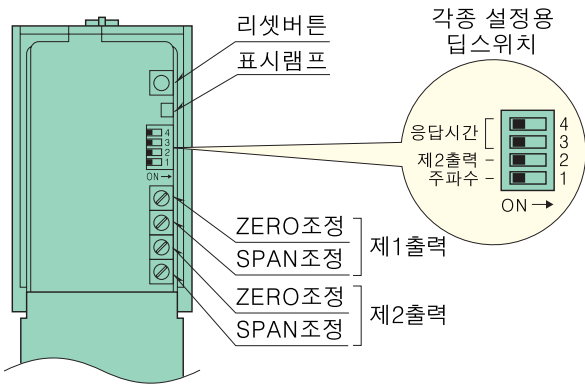 리셋버튼
표시램프
4
3
2
1
ON→
ZERO조정
SPAN조정
제1출력
ZERO조정
SPAN조정
제2출력
각종 설정용
딥스위치
응답시간
제2출력
주파수
4
3
2
1
ON→